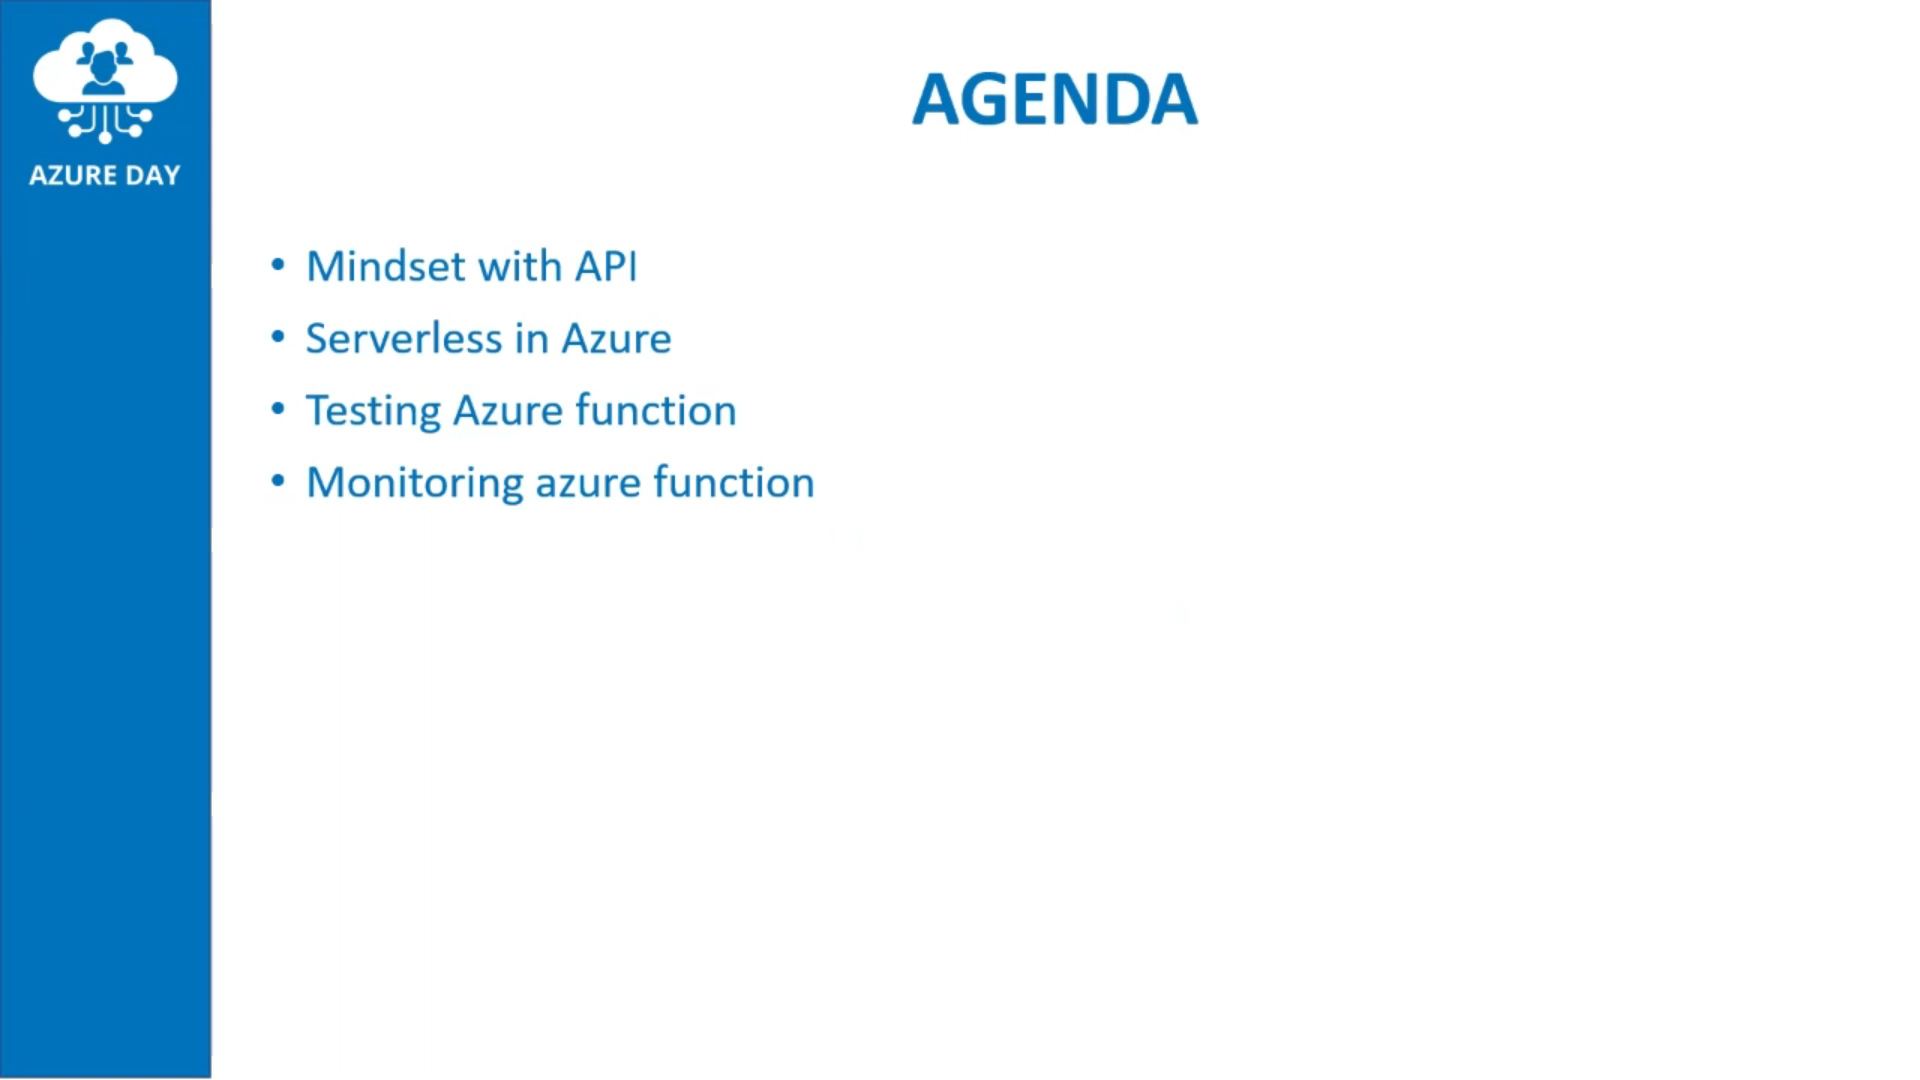 AZURE DAY
AGENDA
• Mindset with API
• Serverless in Azure
• Testing Azure function
• Monitoring azure function